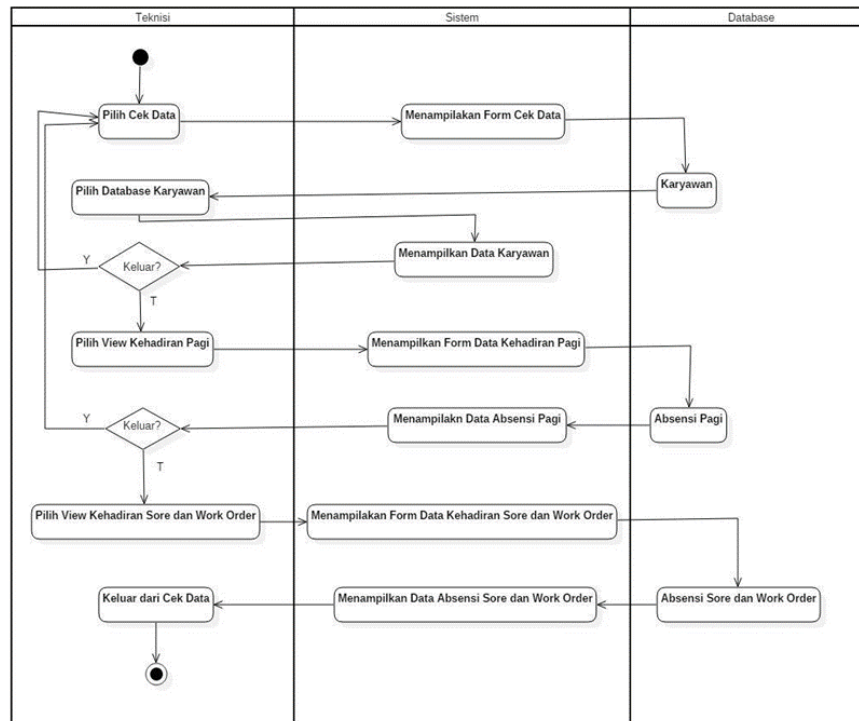 Teknisi
Sistem
Database
Pilih Cek Data
Menampilakan Form Cek Data
Karyawan
Pilih Database Karyawan
Menampilkan Data Karyawan
Y
Keluar?
T
Pilih View Kehadiran Pagi
Menampilkan Form Data Kehadiran Pagi
Y
Keluar?
Menampilakn Data Absensi Pagi
Absensi Pagi
T
Pilih View Kehadiran Sore dan Work Order
Menampilakan Form Data Kehadiran Sore dan Work Order
Keluar dari Cek Data
Menampilkan Data Absensi Sore dan Work Order
Absensi Sore dan Work Order